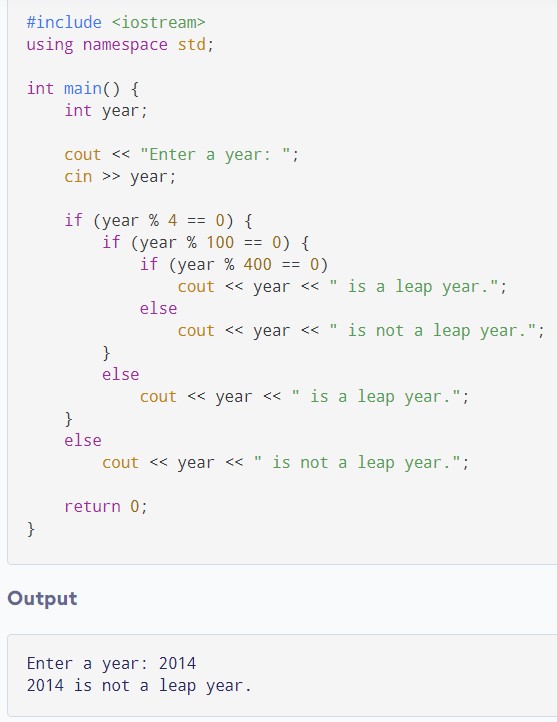 #include <iostream>
using namespace std;
int main() {
int year;
cout << "Enter a year: ";
cin >> year;
if (year % 4 == 0) {
if (year % 100 == 0) {
if (year % 400 == 0)
cout << year << " is a leap year.";
else
cout << year << " is not a leap year.";
}
else
cout << year << " is a leap year.";
}
else
cout << year << " is not a leap year.";
return 0;
}
Output
Enter a year: 2014
2014 is not a leap year.